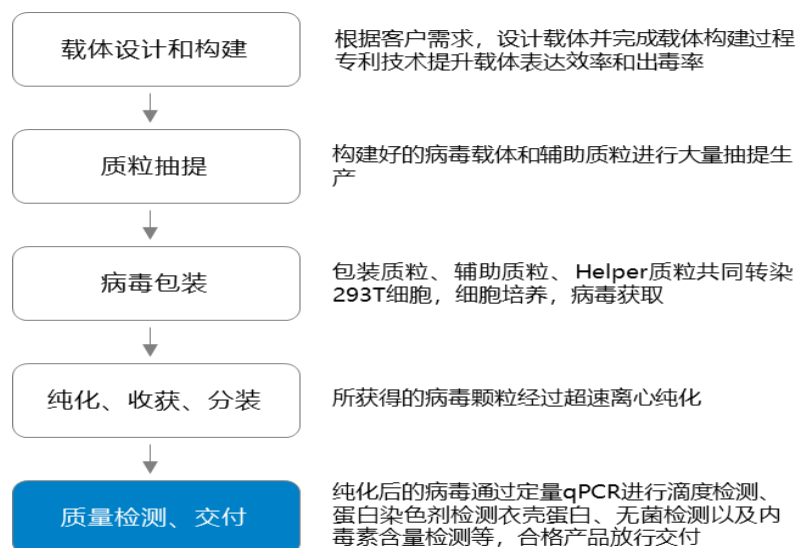 载体设计和构建
根据客户需求，设计载体并完成载体构建过程
专利技术提升载体表达效率和出毒率
质粒抽提
构建好的病毒载体和辅助质粒进行大量抽提生
产
病毒包装
包装质粒、辅助质粒、Helper质粒共同转染
293T细胞，细胞培养，病毒获取
纯化、收获、分装
所获得的病毒颗粒经过超速离心纯化
质量检测、交付
纯化后的病毒通过定量qPCR进行滴度检测、
蛋白染色剂检测衣壳蛋白、无菌检测以及内
毒素含量检测等，合格产品放行交付